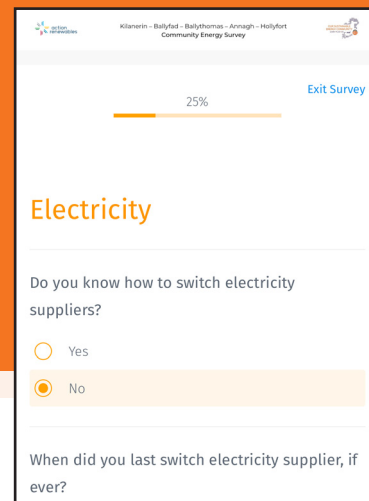 action
renewables
Kilanerin – Ballyfad – Ballythomas – Annagh – Hollyfort
Community Energy Survey
25%
Exit Survey
Electricity
Do you know how to switch electricity
suppliers?
Yes
No
When did you last switch electricity supplier, if
ever?